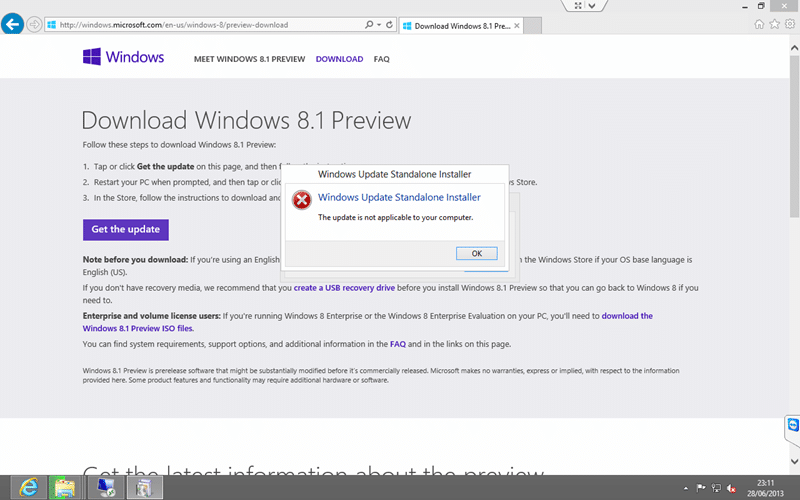 http://windows.microsoft.com/en-us/windows-8/preview-download
Download Windows 8.1 Pre...
Windows
MEET WINDOWS 8.1 PREVIEW DOWNLOAD FAQ
Download Windows 8.1 Preview
Follow these steps to download Windows 8.1 Preview:
1. Tap or click Get the update on this page, and then
2. Restart your PC when prompted, and then tap or clic ws Store.
3. In the Store, follow the instructions to download an
Windows Update Standalone Installer
Windows Update Standalone Installer
The update is not applicable to your computer.
OK
Get the update
Note before you download: If you're using an English n the Windows Store if your OS base language is
English (US).
If you don't have recovery media, we recommend that you create a USB recovery drive before you install Windows 8.1 Preview so that you can go back to Windows 8 if you
need to.
Enterprise and volume license users: If you're running Windows 8 Enterprise or the Windows 8 Enterprise Evaluation on your PC, you'll need to download the
Windows 8.1 Preview ISO files.
You can find system requirements, support options, and additional information in the FAQ and in the links on this page.
Windows 8.1 Preview is prerelease software that might be substantially modified before it's commercially released. Microsoft makes no warranties, express or implied, with respect to the information
provided here. Some product features and functionality may require additional hardware or software.
Get the latest information about the preview
23:11
28/06/2013